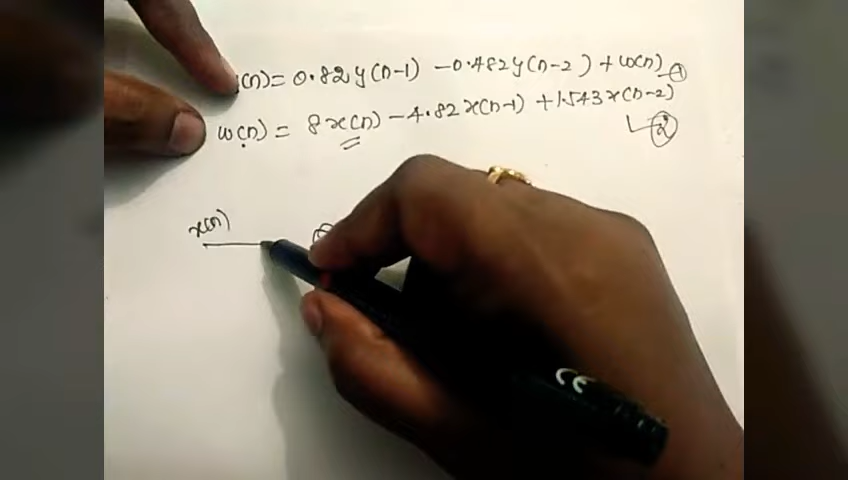 (n) = 0.82y(n-1) - 0.482y(n-2) + w(n) ①
w(n) = 8x(n) - 4.82x(n-1) + 1.543x(n-2)
②
x(n)